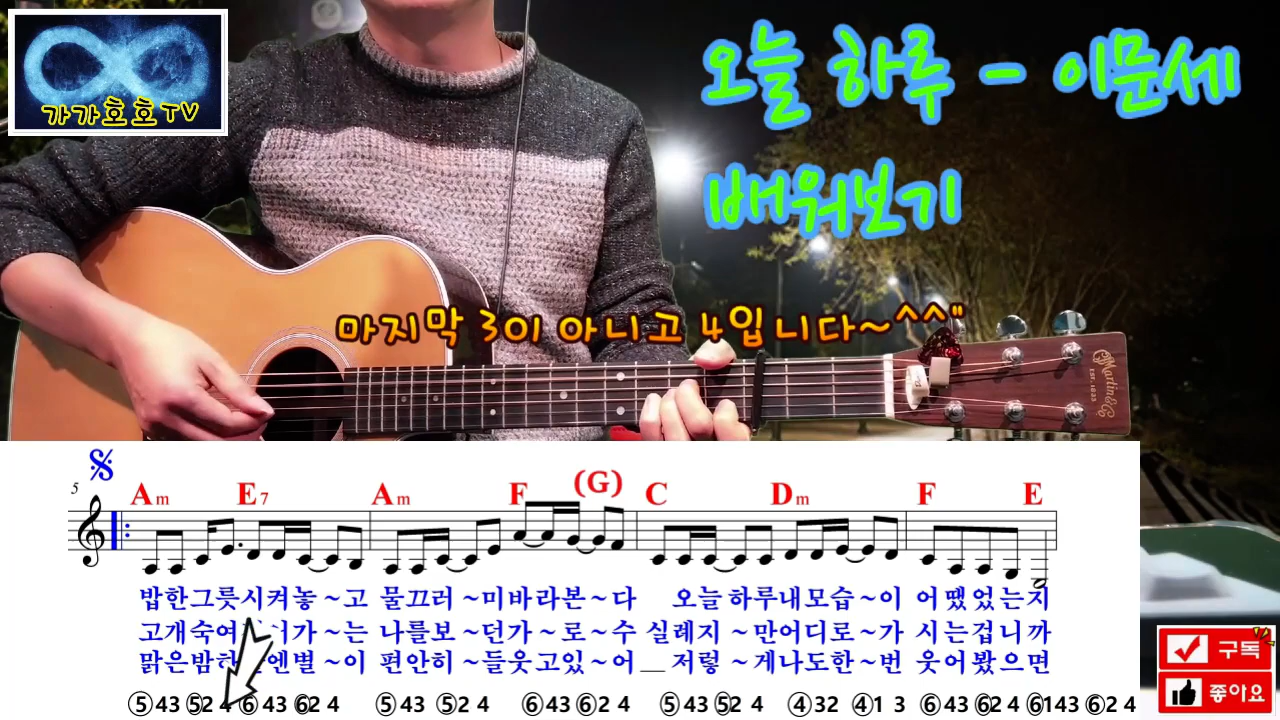 가가호호TV
오늘 하루 - 이문세
배워보기
마지막 3이 아니고 4입니다~^^"
Martin & Co
EST. 1833
5
Am E7 Am F (G) C Dm F E
밥한그릇시켜놓~고 물끄러~미바라본~다 오늘하루내모습~이 어땠었는지
고개숙여 가~는 나를보~던가~로~수 실례지~만어디로~가 시는겁니까
맑은밤하 엔별~이 편안히~들웃고있~어__저렇~게나도한~번 웃어봤으면
⑤43 ⑤2 4 ⑥43 ⑥2 4 ⑤43 ⑤2 4 ⑥43 ⑥2 4 ⑤43 ⑤2 4 ④32 ④1 3 ⑥43 ⑥2 4 ⑥143 ⑥2 4
구독
좋아요